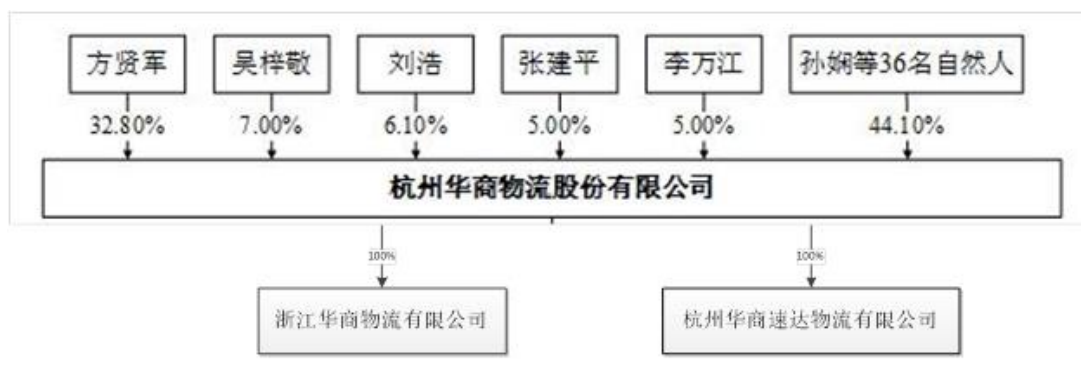 方贤军 吴梓敬 刘浩 张建平 李万江 孙娴等36名自然人
32.80% 7.00% 6.10% 5.00% 5.00% 44.10%
杭州华商物流股份有限公司
100% 100%
浙江华商物流有限公司 杭州华商速达物流有限公司